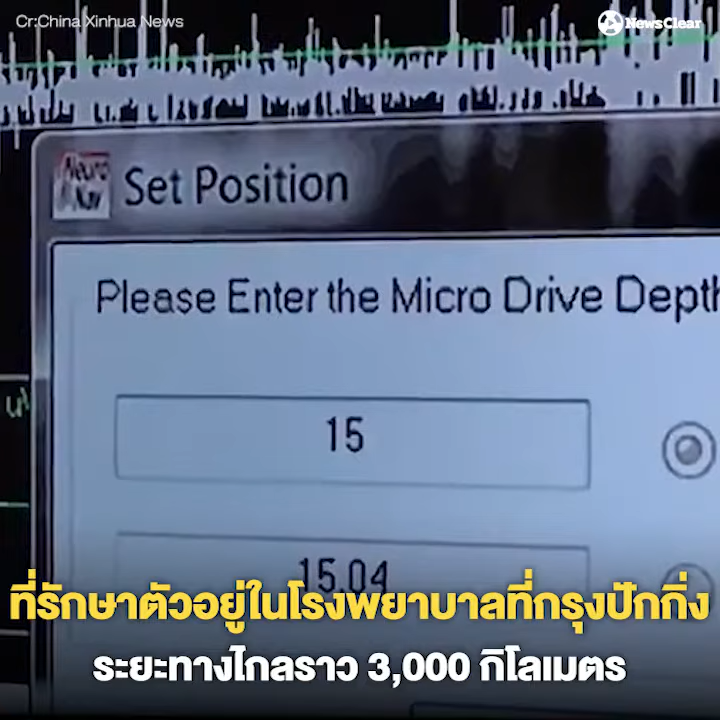 Cr:China Xinhua News
NewsClear
Neuro
Nav
Set Position
Please Enter the Micro Drive Depth
15
15.04
ที่รักษาตัวอยู่ในโรงพยาบาลที่กรุงปักกิ่ง
ระยะทางไกลราว 3,000 กิโลเมตร